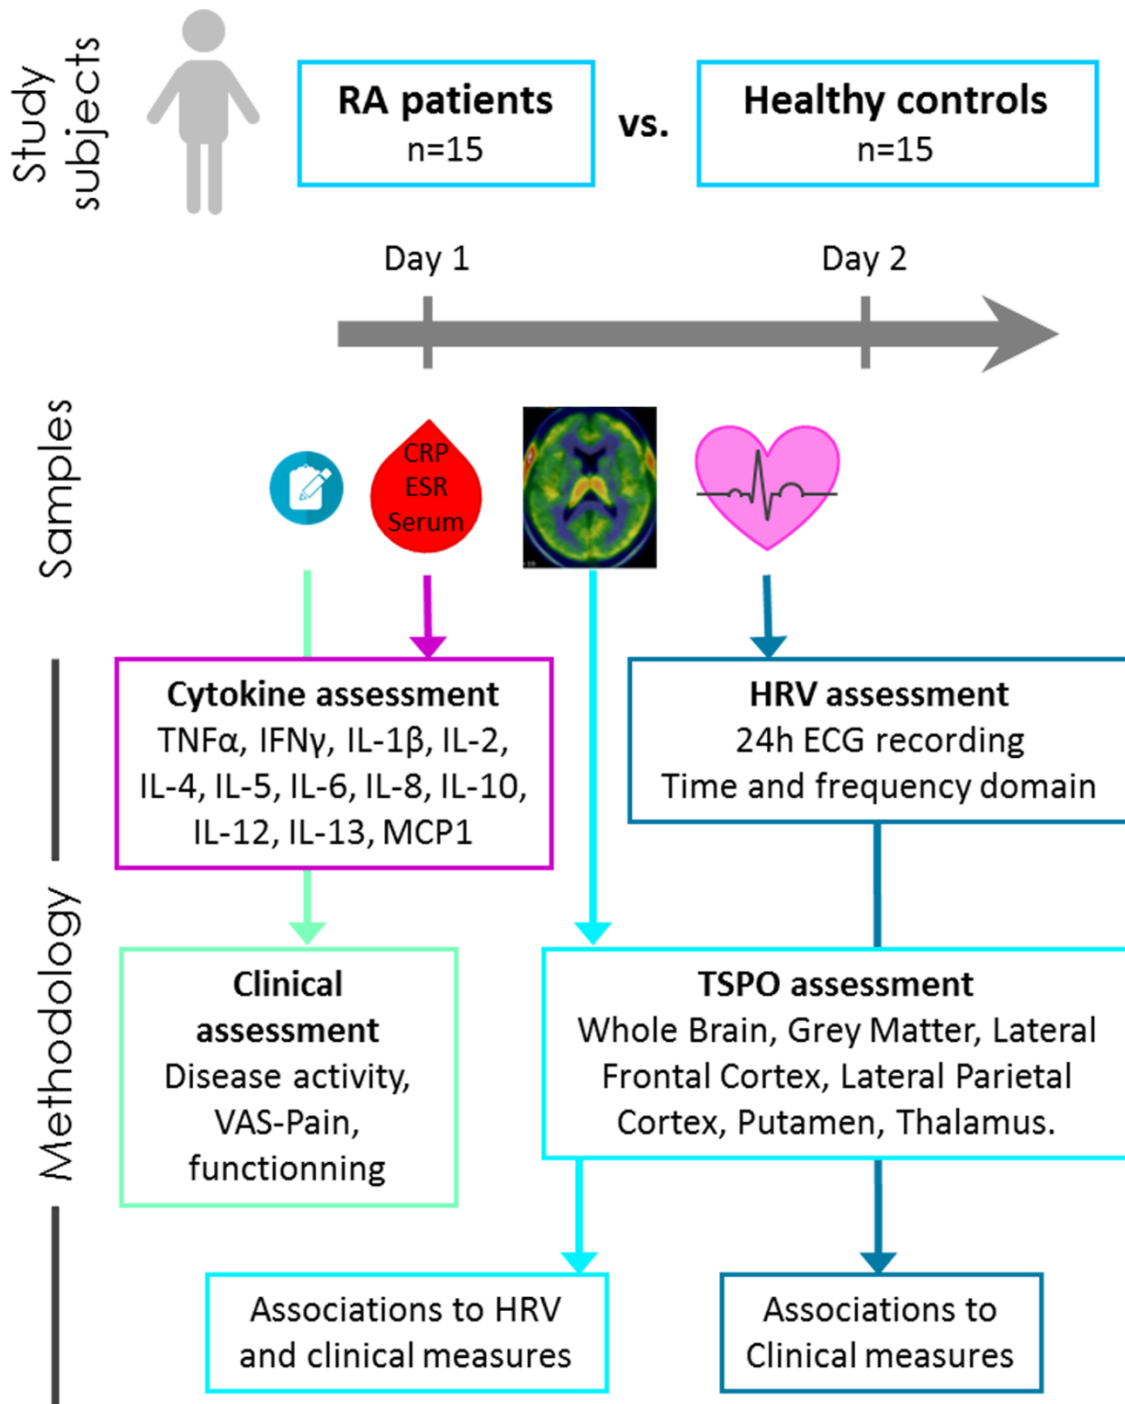 Study
subjects
RA patients
n=15
vs.
Healthy controls
n=15
Day 1
Day 2
Samples
CRP
ESR
Serum
Methodology
Cytokine assessment
TNFα, IFNγ, IL-1β, IL-2,
IL-4, IL-5, IL-6, IL-8, IL-10,
IL-12, IL-13, MCP1
HRV assessment
24h ECG recording
Time and frequency domain
Clinical
assessment
Disease activity,
VAS-Pain,
functionning
TSPO assessment
Whole Brain, Grey Matter, Lateral
Frontal Cortex, Lateral Parietal
Cortex, Putamen, Thalamus.
Associations to HRV
and clinical measures
Associations to
Clinical measures